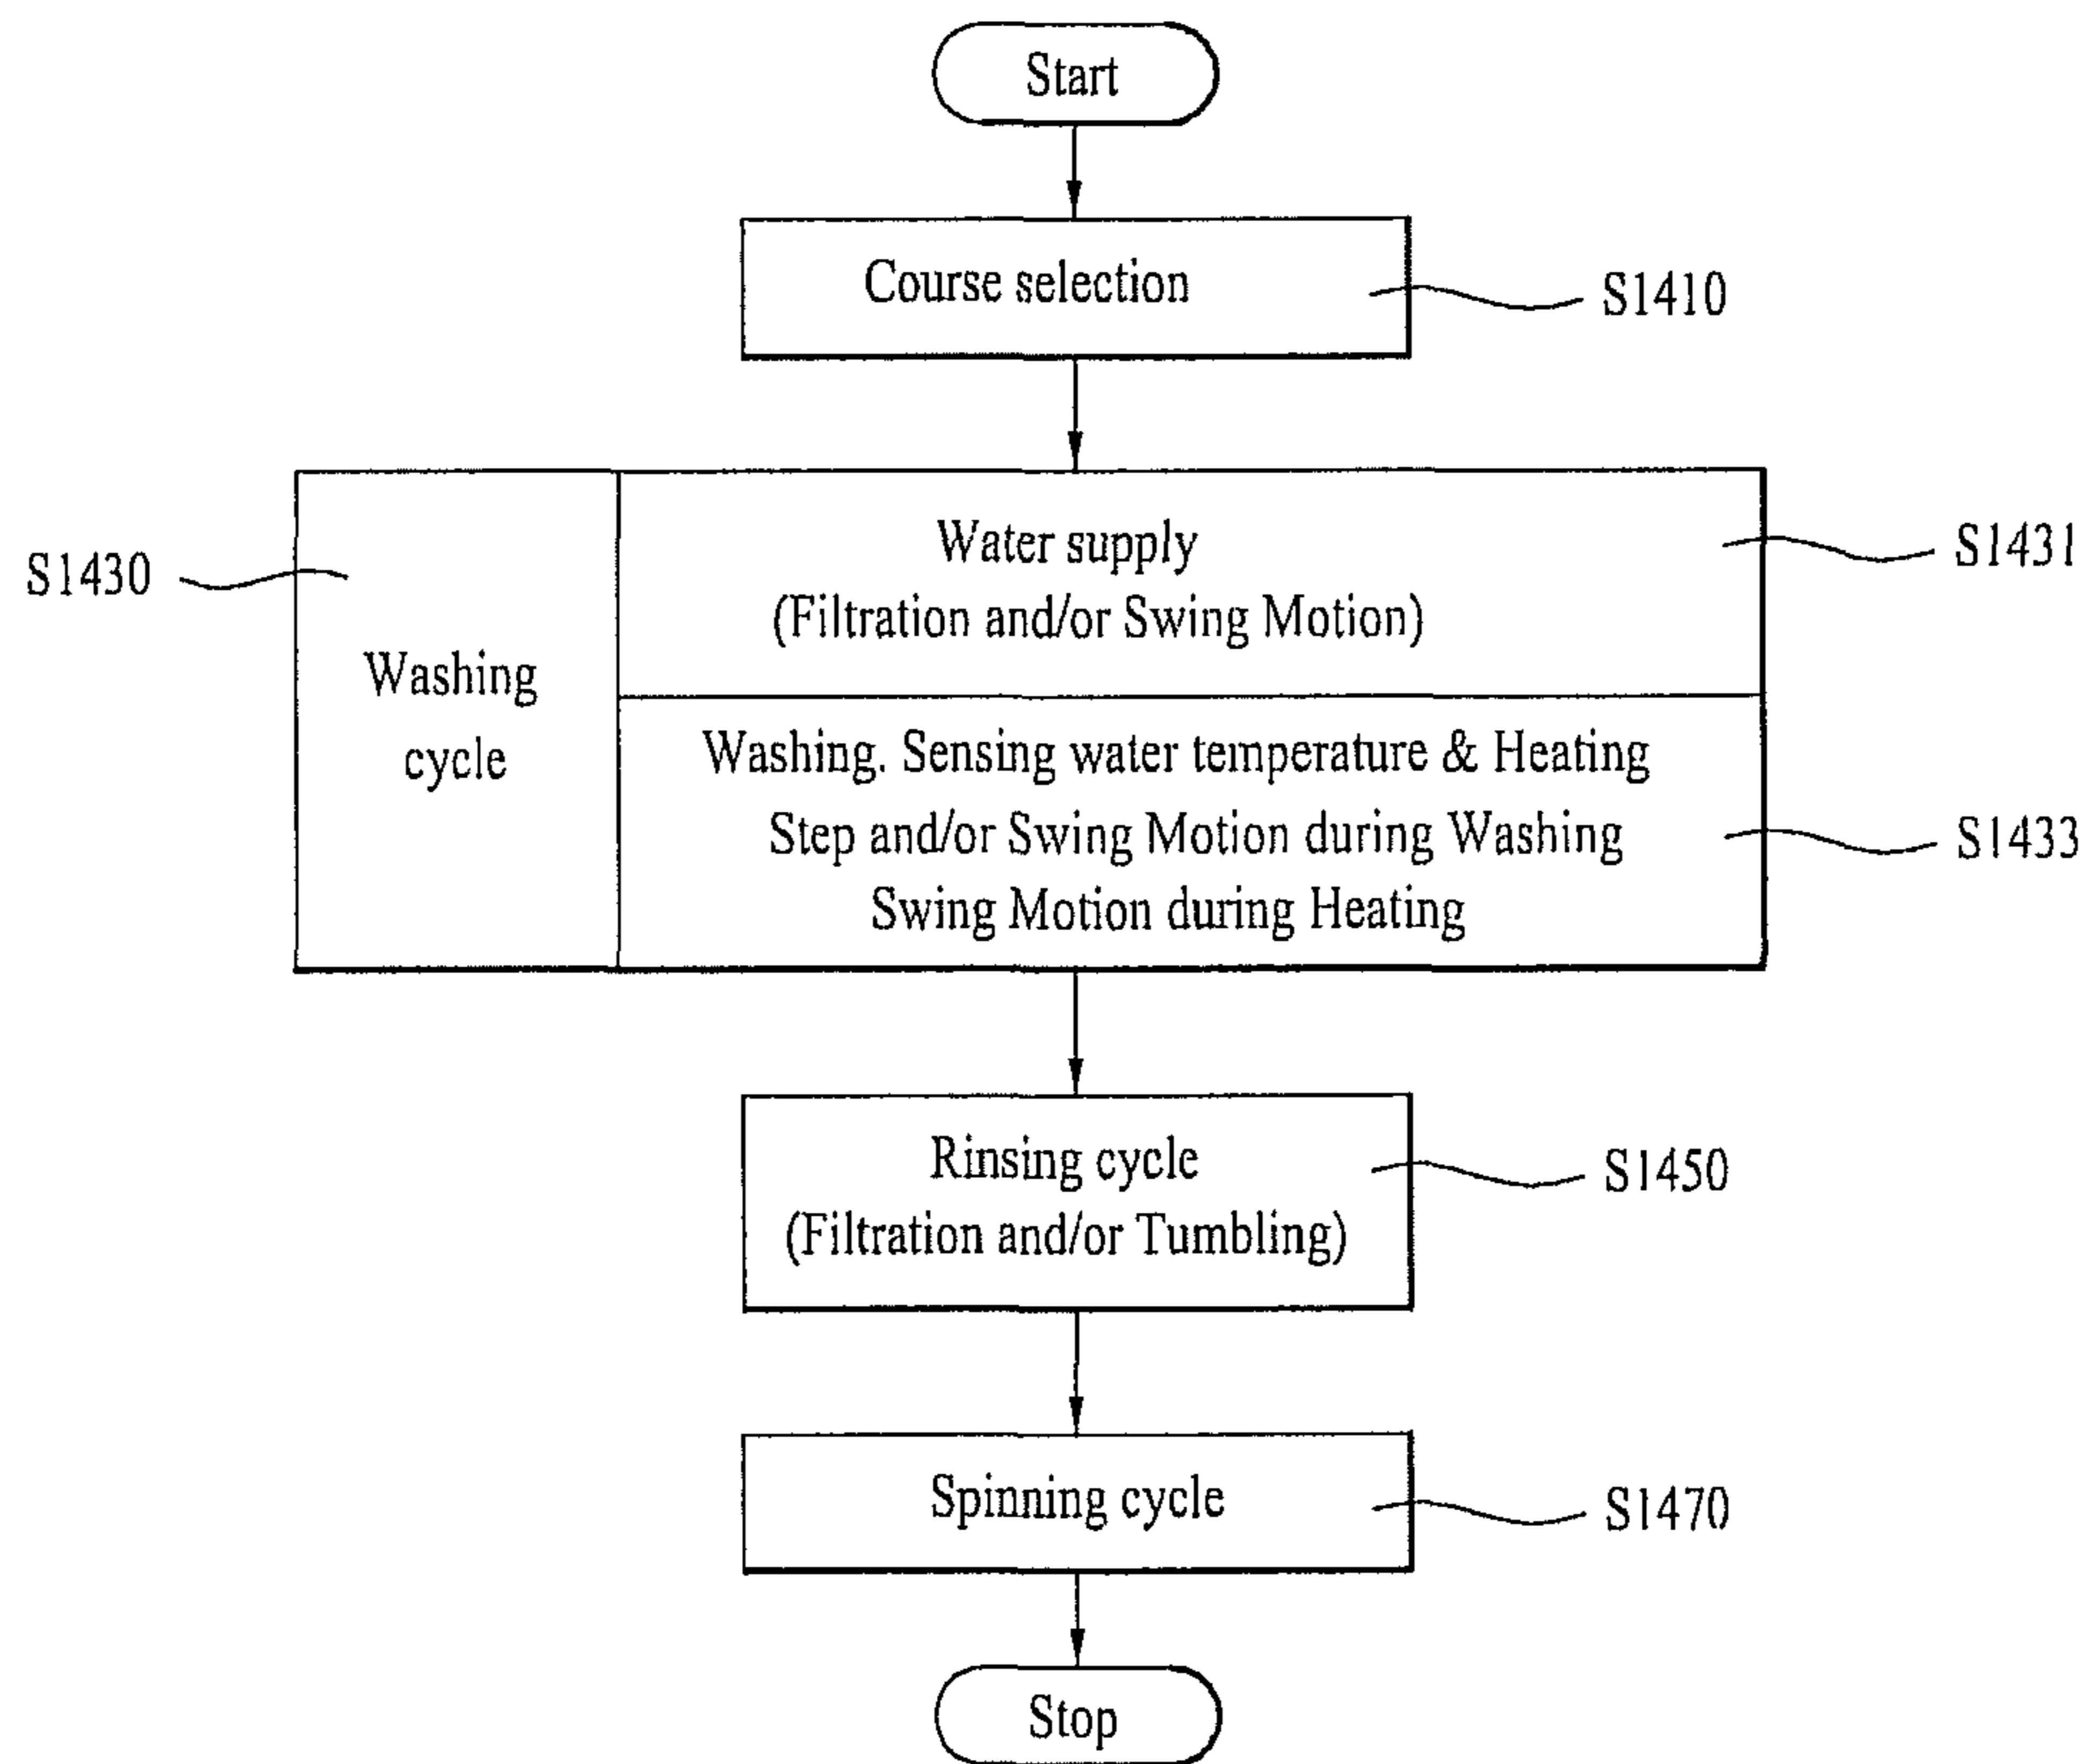 Start
Course selection
S1410
S1430
Washing
cycle
Water supply
(Filtration and/or Swing Motion)
S1431
Washing. Sensing water temperature & Heating
Step and/or Swing Motion during Washing
Swing Motion during Heating
S1433
Rinsing cycle
(Filtration and/or Tumbling)
S1450
Spinning cycle
S1470
Stop